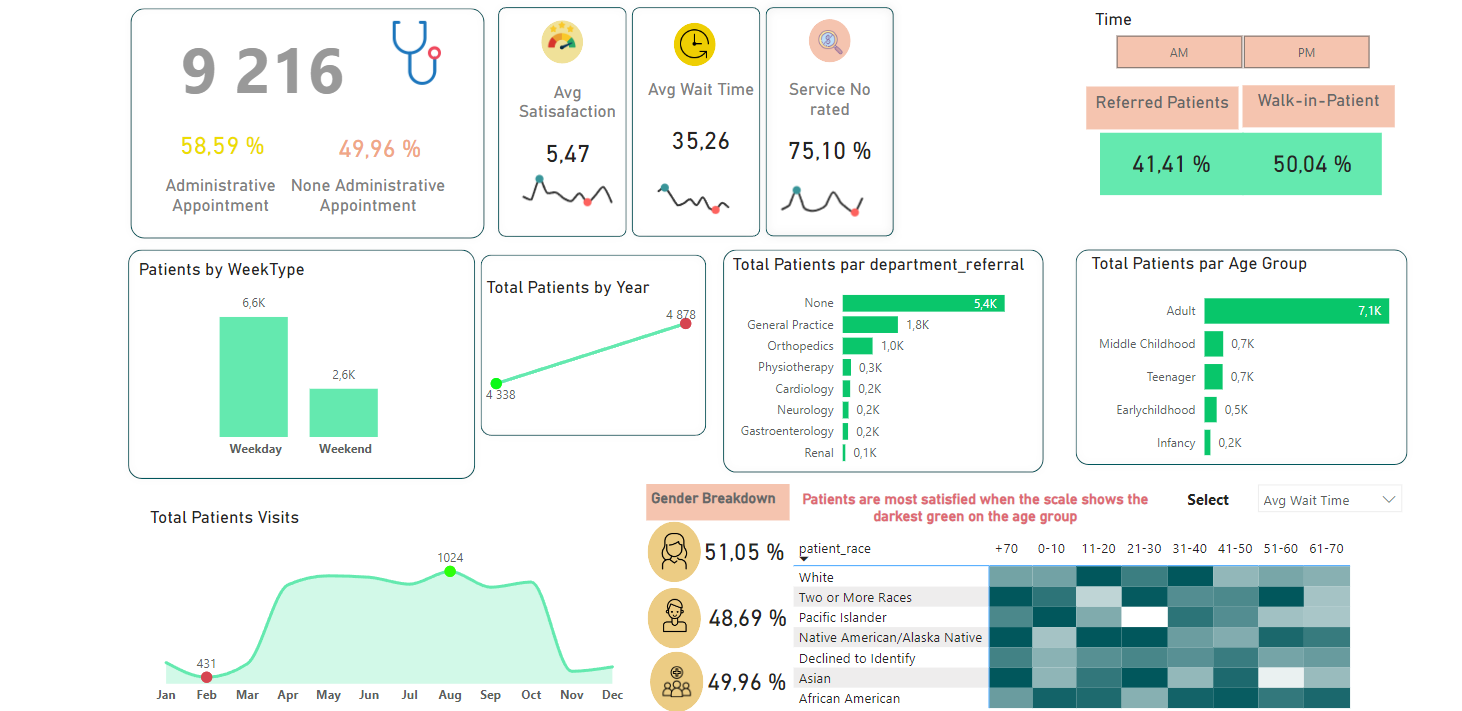 9 216
58,59 %
49,96 %
Administrative
Appointment
None Administrative
Appointment
Avg
Satisafaction
5,47
Avg Wait Time
35,26
Service No
rated
75,10 %
Time
AM
PM
Referred Patients
Walk-in-Patient
41,41 %
50,04 %
Patients by WeekType
6,6K
2,6K
Weekday
Weekend
Total Patients by Year
4 878
4 338
Total Patients par department_referral
None 5,4K
General Practice 1,8K
Orthopedics 1,0K
Physiotherapy 0,3K
Cardiology 0,2K
Neurology 0,2K
Gastroenterology 0,2K
Renal 0,1K
Total Patients par Age Group
Adult 7,1K
Middle Childhood 0,7K
Teenager 0,7K
Earlychildhood 0,5K
Infancy 0,2K
Total Patients Visits
1024
431
Jan Feb Mar Apr May Jun Jul Aug Sep Oct Nov Dec
Gender Breakdown
51,05 %
48,69 %
49,96 %
Patients are most satisfied when the scale shows the
darkest green on the age group
Select
Avg Wait Time
patient_race +70 0-10 11-20 21-30 31-40 41-50 51-60 61-70
White
Two or More Races
Pacific Islander
Native American/Alaska Native
Declined to Identify
Asian
African American